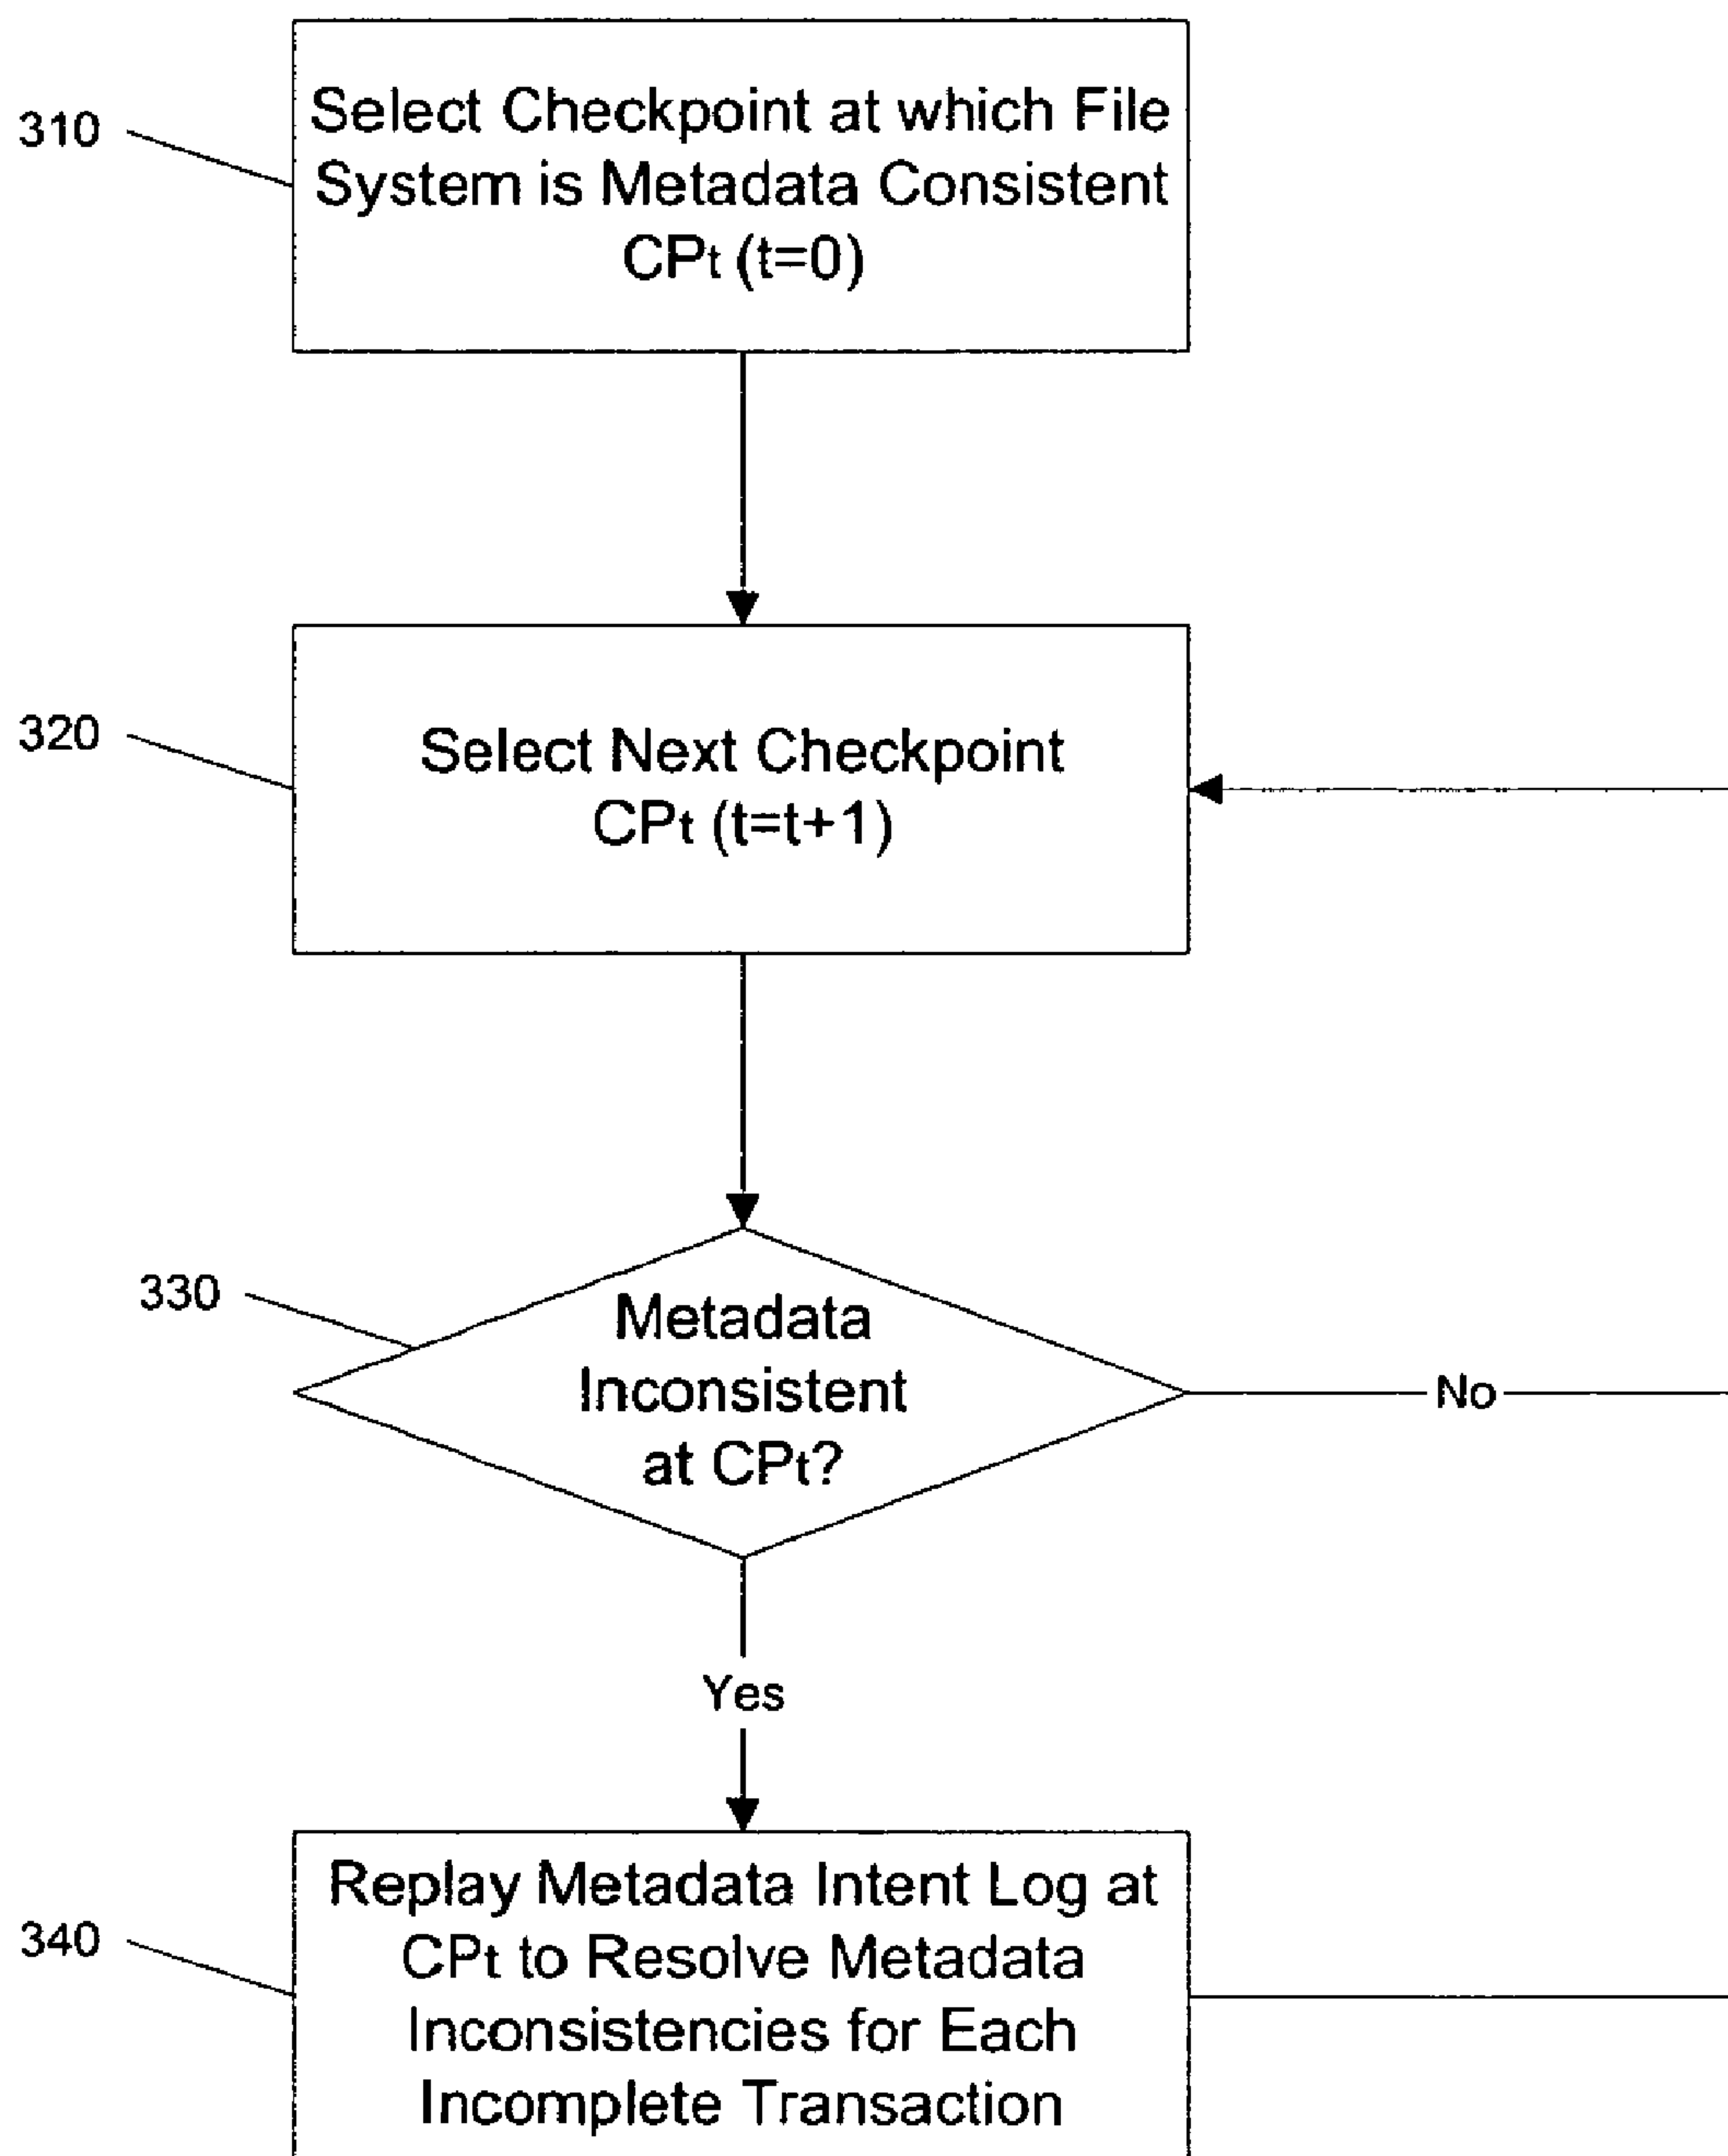 310
Select Checkpoint at which File
System is Metadata Consistent
CPt (t=0)
320
Select Next Checkpoint
CPt (t=t+1)
330
Metadata
Inconsistent
at CPt?
No
Yes
340
Replay Metadata Intent Log at
CPt to Resolve Metadata
Inconsistencies for Each
Incomplete Transaction